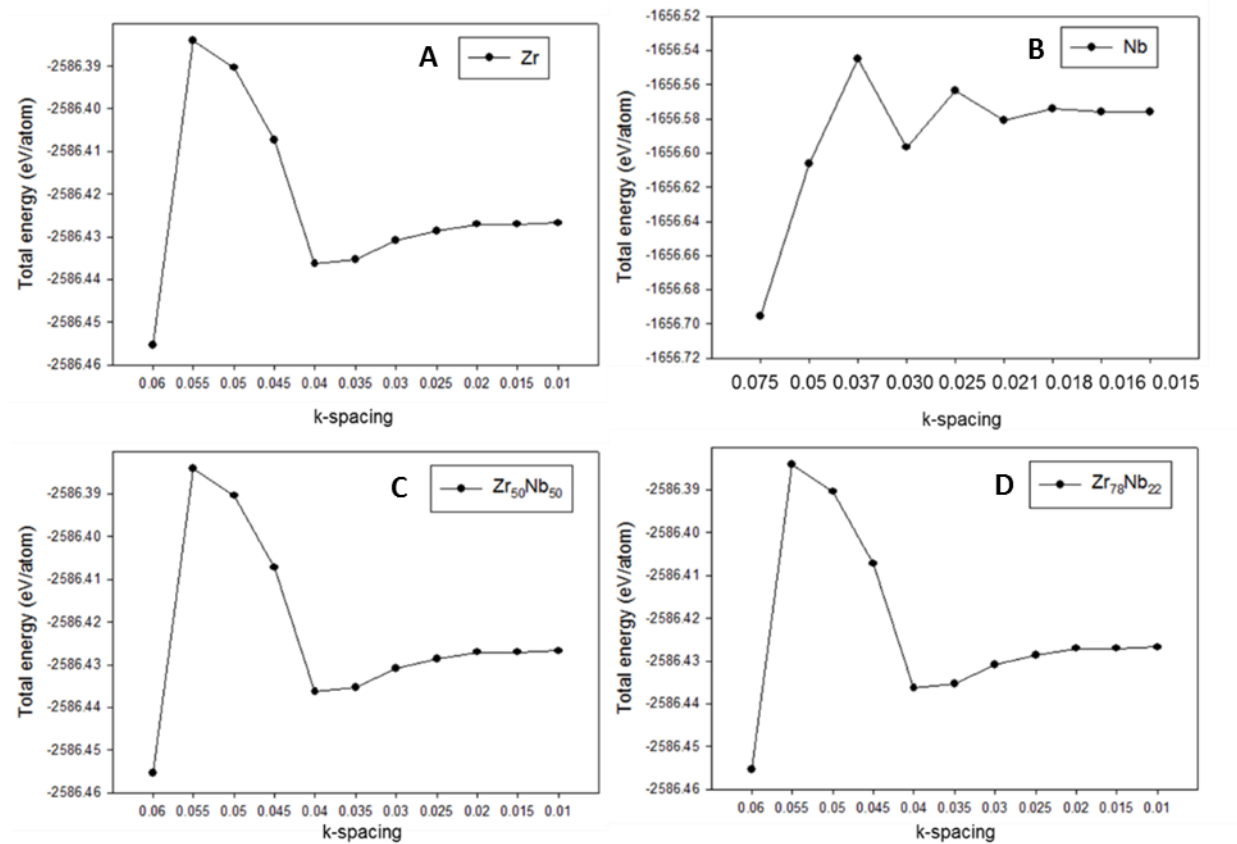 A
Zr
Total energy (eV/atom)
-2586.39
-2586.40
-2586.41
-2586.42
-2586.43
-2586.44
-2586.45
-2586.46
0.06 0.055 0.05 0.045 0.04 0.035 0.03 0.025 0.02 0.015 0.01
k-spacing
B
Nb
Total energy (eV/atom)
-1656.52
-1656.54
-1656.56
-1656.58
-1656.60
-1656.62
-1656.64
-1656.66
-1656.68
-1656.70
-1656.72
0.075 0.05 0.037 0.030 0.025 0.021 0.018 0.016 0.015
k-spacing
C
Zr50Nb50
Total energy (eV/atom)
-2586.39
-2586.40
-2586.41
-2586.42
-2586.43
-2586.44
-2586.45
-2586.46
0.06 0.055 0.05 0.045 0.04 0.035 0.03 0.025 0.02 0.015 0.01
k-spacing
D
Zr78Nb22
Total energy (eV/atom)
-2586.39
-2586.40
-2586.41
-2586.42
-2586.43
-2586.44
-2586.45
-2586.46
0.06 0.055 0.05 0.045 0.04 0.035 0.03 0.025 0.02 0.015 0.01
k-spacing